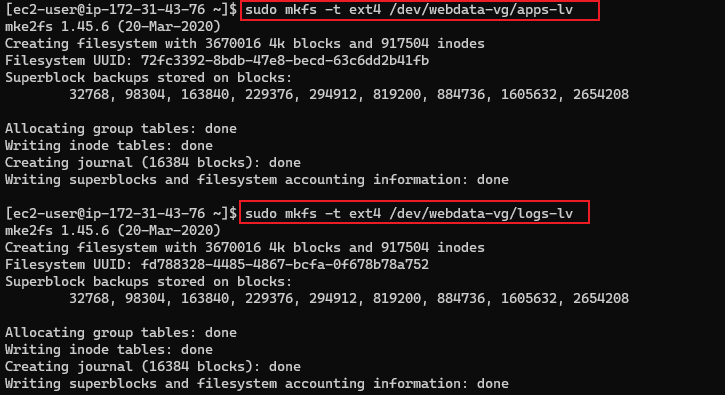 [ec2-user@ip-172-31-43-76 ~]$ sudo mkfs -t ext4 /dev/webdata-vg/apps-lv
mke2fs 1.45.6 (20-Mar-2020)
Creating filesystem with 3670016 4k blocks and 917504 inodes
Filesystem UUID: 72fc3392-8bdb-47e8-becd-63c6dd2b41fb
Superblock backups stored on blocks:
32768, 98304, 163840, 229376, 294912, 819200, 884736, 1605632, 2654208
Allocating group tables: done
Writing inode tables: done
Creating journal (16384 blocks): done
Writing superblocks and filesystem accounting information: done
[ec2-user@ip-172-31-43-76 ~]$ sudo mkfs -t ext4 /dev/webdata-vg/logs-lv
mke2fs 1.45.6 (20-Mar-2020)
Creating filesystem with 3670016 4k blocks and 917504 inodes
Filesystem UUID: fd788328-4485-4867-bcfa-0f678b78a752
Superblock backups stored on blocks:
32768, 98304, 163840, 229376, 294912, 819200, 884736, 1605632, 2654208
Allocating group tables: done
Writing inode tables: done
Creating journal (16384 blocks): done
Writing superblocks and filesystem accounting information: done